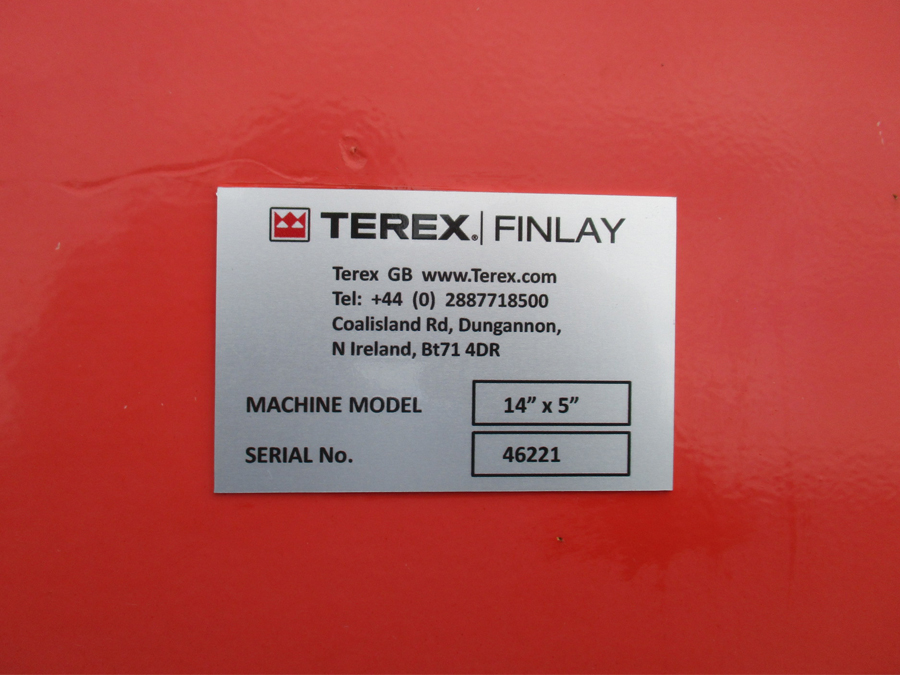 TEREX® | FINLAY
Terex GB www.Terex.com
Tel: +44 (0) 2887718500
Coalisland Rd, Dungannon,
N Ireland, Bt71 4DR
MACHINE MODEL 14” x 5”
SERIAL No. 46221